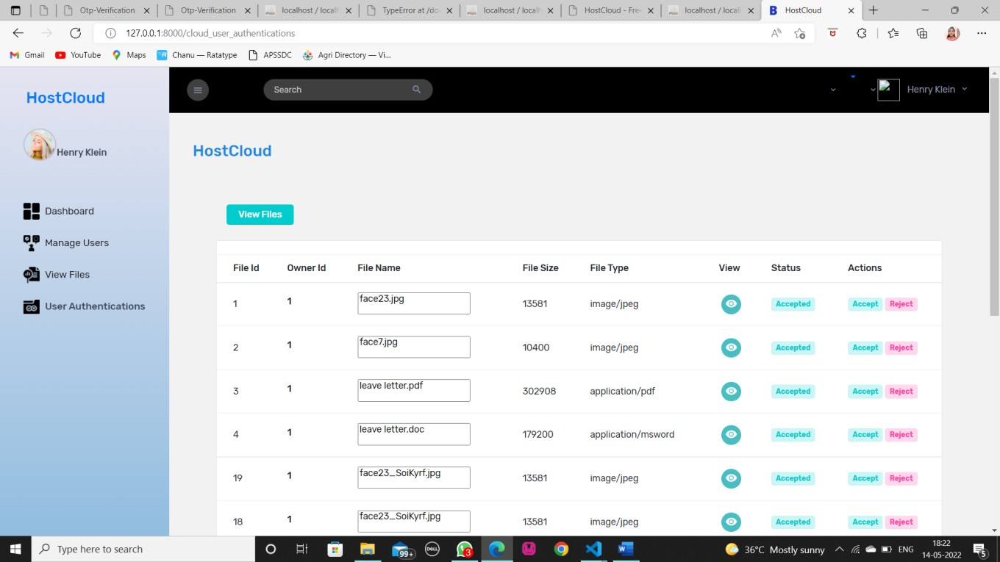 Otp-Verification
Otp-Verification
localhost / localh
TypeError at /do
localhost / localh
HostCloud - Free
localhost / locall
HostCloud
127.0.0.1:8000/cloud_user_authentications
Gmail
YouTube
Maps
Chanu — Ratatype
APSSDC
Agri Directory — Vi...
HostCloud
Search
Henry Klein
Henry Klein
HostCloud
Dashboard
Manage Users
View Files
User Authentications
View Files
File Id Owner Id File Name File Size File Type View Status Actions
1 1 face23.jpg 13581 image/jpeg Accepted Accept Reject
2 1 face7.jpg 10400 image/jpeg Accepted Accept Reject
3 1 leave letter.pdf 302908 application/pdf Accepted Accept Reject
4 1 leave letter.doc 179200 application/msword Accepted Accept Reject
19 1 face23_SoiKyrf.jpg 13581 image/jpeg Accepted Accept Reject
18 1 face23_SoiKyrf.jpg 13581 image/jpeg Accepted Accept Reject
Type here to search
99+
DELL
3
36°C Mostly sunny
ENG
18:22
14-05-2022
5